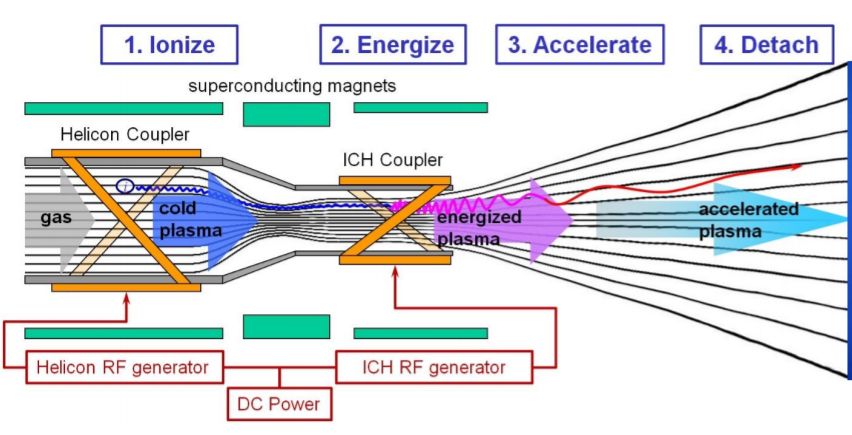 1. Ionize
2. Energize
3. Accelerate
4. Detach
superconducting magnets
Helicon Coupler
ICH Coupler
gas
cold
plasma
energized
plasma
accelerated
plasma
Helicon RF generator
ICH RF generator
DC Power